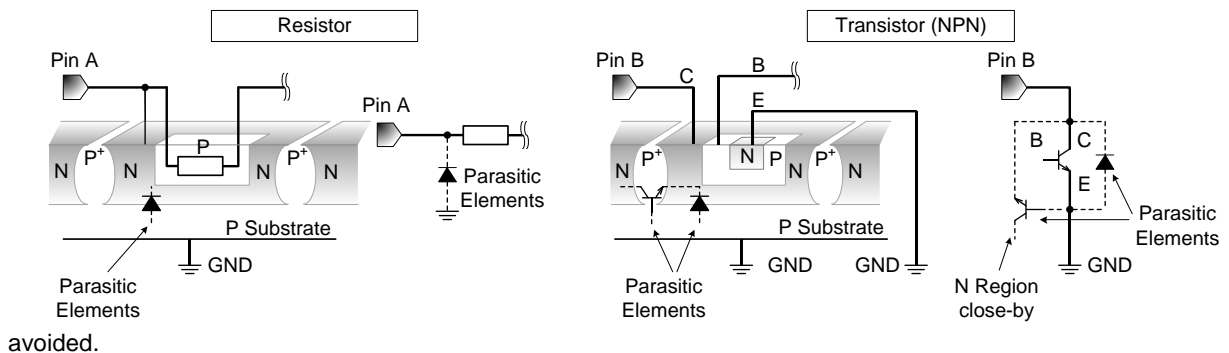 Resistor
Transistor (NPN)
Pin A
Pin B
C
B
E
Pin B
Pin A
P
N
P+
N
N
P+
N
Parasitic
Elements
P Substrate
GND
Parasitic
Elements
N
P+
N
N
P
N
P+
N
P Substrate
GND
GND
Parasitic
Elements
B
C
E
Parasitic
Elements
GND
N Region
close-by
avoided.